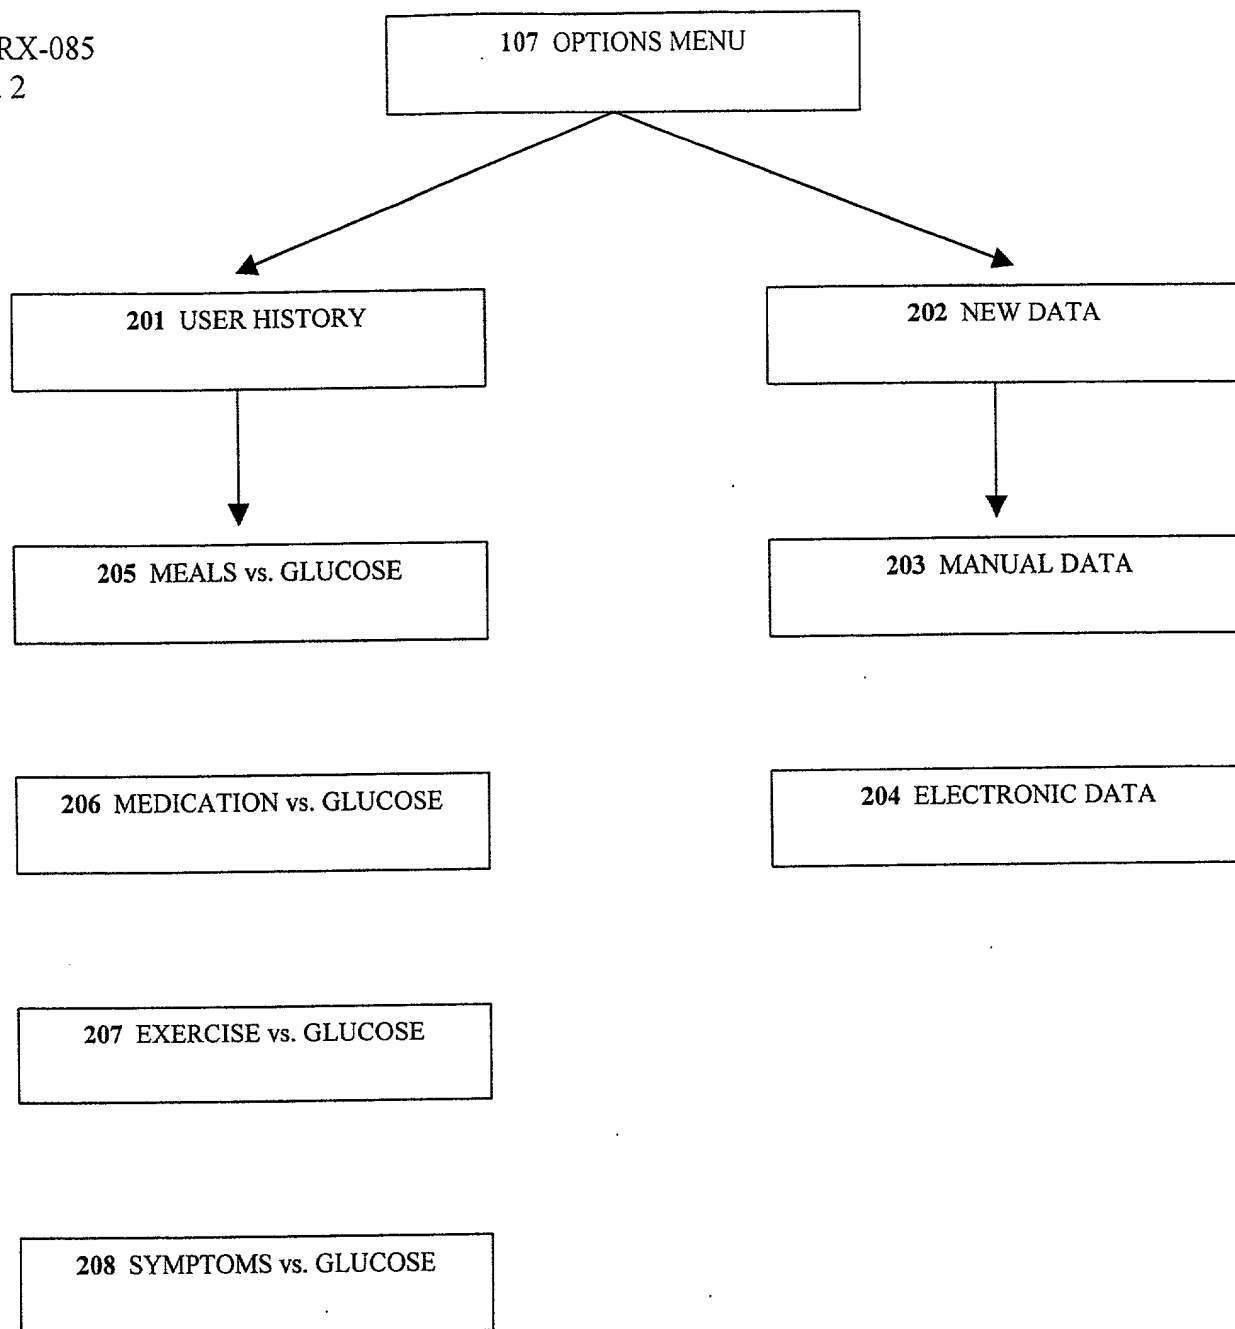 RX-085
2
107 OPTIONS MENU
201 USER HISTORY
202 NEW DATA
205 MEALS vs. GLUCOSE
203 MANUAL DATA
206 MEDICATION vs. GLUCOSE
204 ELECTRONIC DATA
207 EXERCISE vs. GLUCOSE
208 SYMPTOMS vs. GLUCOSE